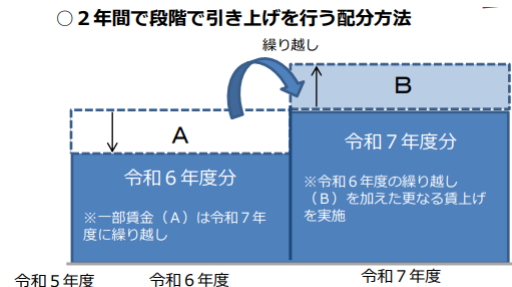 ○２年間で段階で引き上げを行う配分方法
繰り越し
A
B
令和６年度分
※一部賃金（A）は令和７年
度に繰り越し
令和７年度分
※令和６年度の繰り越し
（B）を加えた更なる賃上げ
を実施
令和５年度
令和６年度
令和７年度